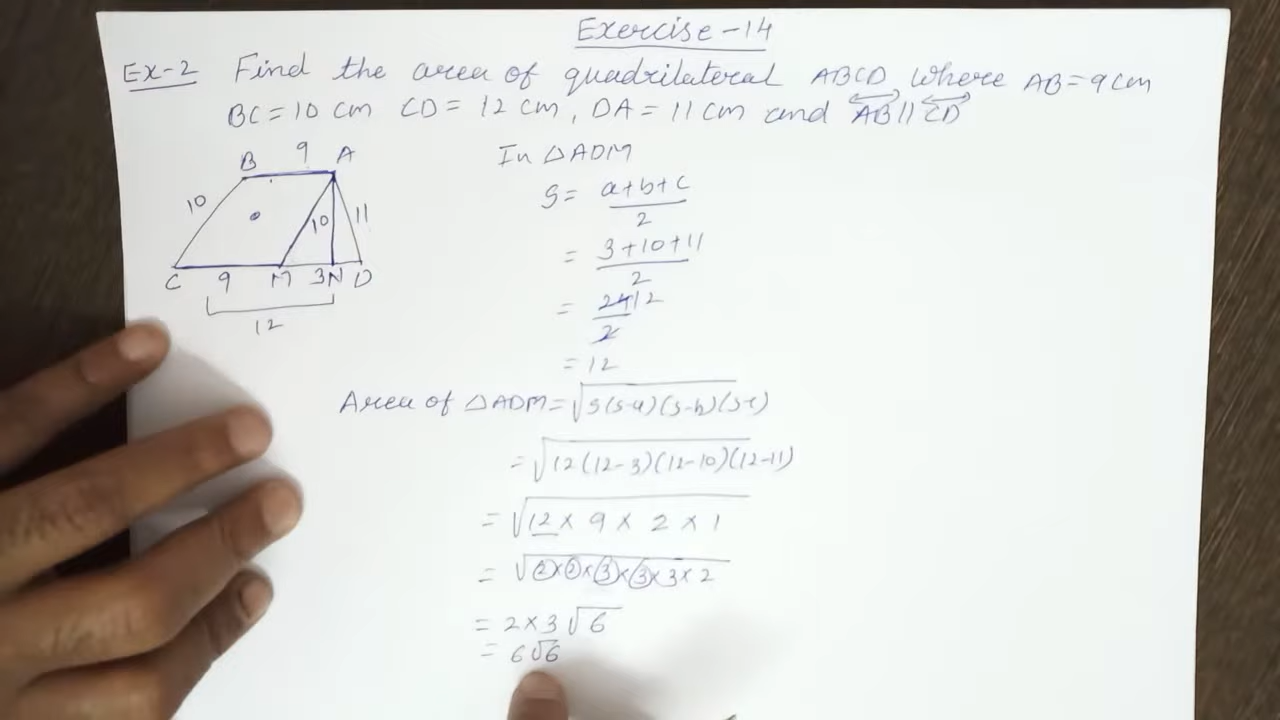 Exercise-14
Ex-2 Find the area of quadrilateral ABCD where AB=9cm
BC=10 cm CD= 12 cm, DA = 11 cm and AB // CD
B 9 A
10
10
11
C 9 M 3 N D
12
In △ADM
S= a+b+c
2
= 3+10+11
2
= 24 12
2
= 12
Area of △ADM = √s(s-a)(s-b)(s-c)
= √12(12-3)(12-10)(12-11)
= √12 × 9 × 2 × 1
= √2×2×3×3×3×2
= 2×3√6
= 6√6